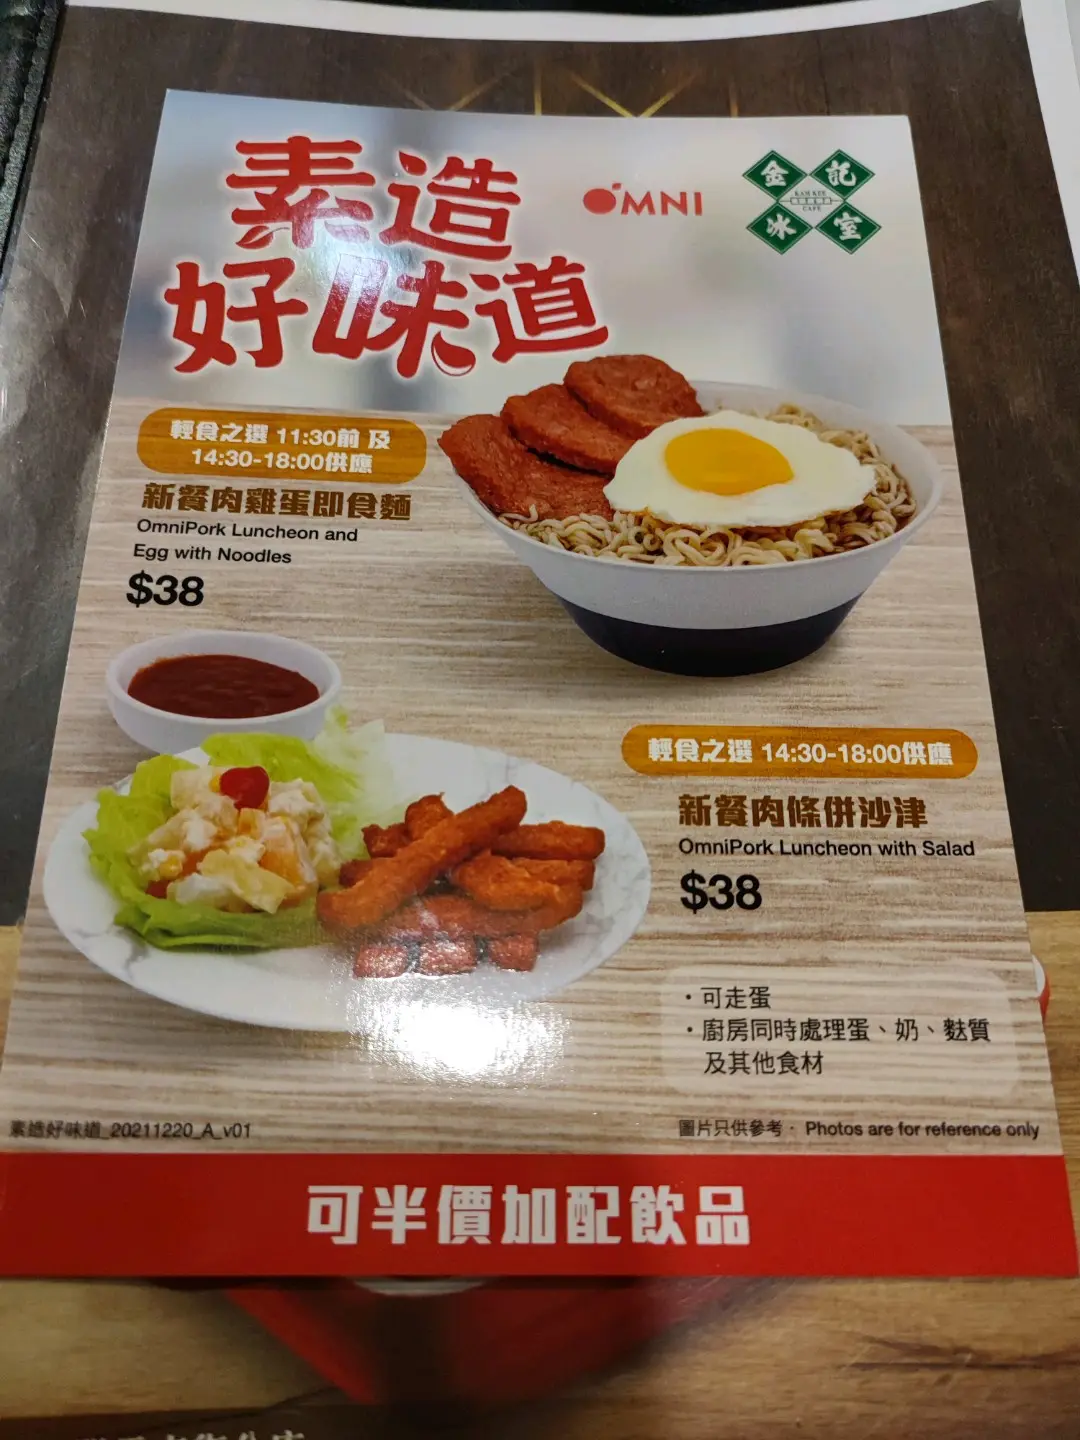 素造
好味道
OMNI
金記
KAM KEE
CAFE
冰室
輕食之選 11:30前 及
14:30-18:00供應
新餐肉雞蛋即食麵
OmniPork Luncheon and
Egg with Noodles
$38
輕食之選 14:30-18:00供應
新餐肉條併沙津
OmniPork Luncheon with Salad
$38
・可走蛋
・廚房同時處理蛋、奶、麩質
及其他食材
素造好味道_20211220_A_v01
圖片只供參考・ Photos are for reference only
可半價加配飲品